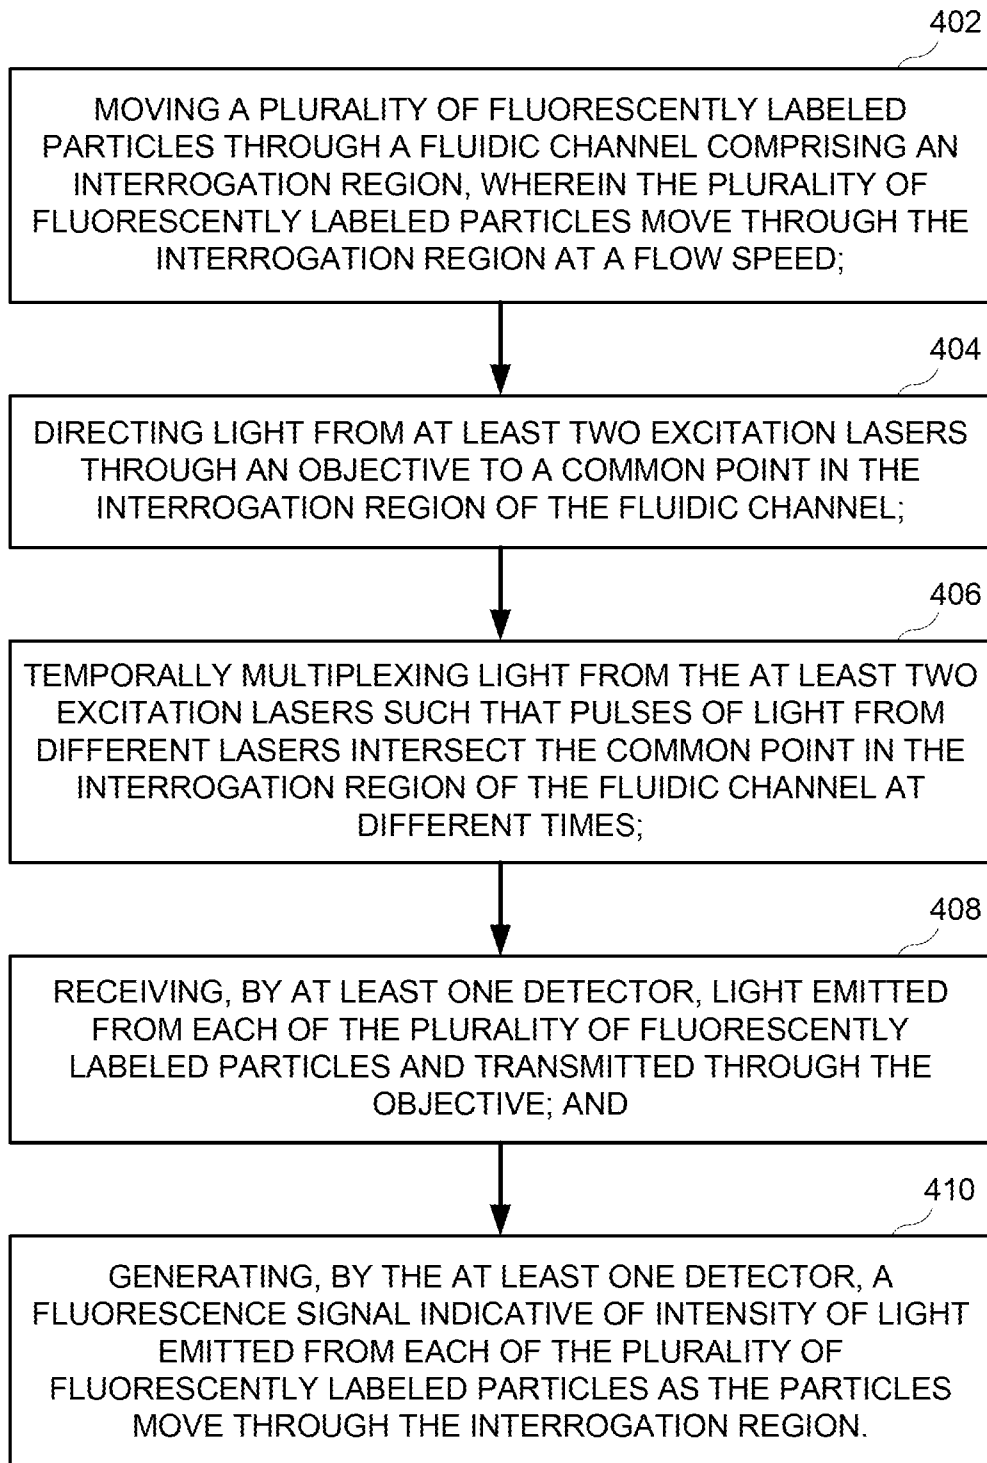 402
MOVING A PLURALITY OF FLUORESCENTLY LABELED
PARTICLES THROUGH A FLUIDIC CHANNEL COMPRISING AN
INTERROGATION REGION, WHEREIN THE PLURALITY OF
FLUORESCENTLY LABELED PARTICLES MOVE THROUGH THE
INTERROGATION REGION AT A FLOW SPEED;
404
DIRECTING LIGHT FROM AT LEAST TWO EXCITATION LASERS
THROUGH AN OBJECTIVE TO A COMMON POINT IN THE
INTERROGATION REGION OF THE FLUIDIC CHANNEL;
406
TEMPORALLY MULTIPLEXING LIGHT FROM THE AT LEAST TWO
EXCITATION LASERS SUCH THAT PULSES OF LIGHT FROM
DIFFERENT LASERS INTERSECT THE COMMON POINT IN THE
INTERROGATION REGION OF THE FLUIDIC CHANNEL AT
DIFFERENT TIMES;
408
RECEIVING, BY AT LEAST ONE DETECTOR, LIGHT EMITTED
FROM EACH OF THE PLURALITY OF FLUORESCENTLY
LABELED PARTICLES AND TRANSMITTED THROUGH THE
OBJECTIVE; AND
410
GENERATING, BY THE AT LEAST ONE DETECTOR, A
FLUORESCENCE SIGNAL INDICATIVE OF INTENSITY OF LIGHT
EMITTED FROM EACH OF THE PLURALITY OF
FLUORESCENTLY LABELED PARTICLES AS THE PARTICLES
MOVE THROUGH THE INTERROGATION REGION.